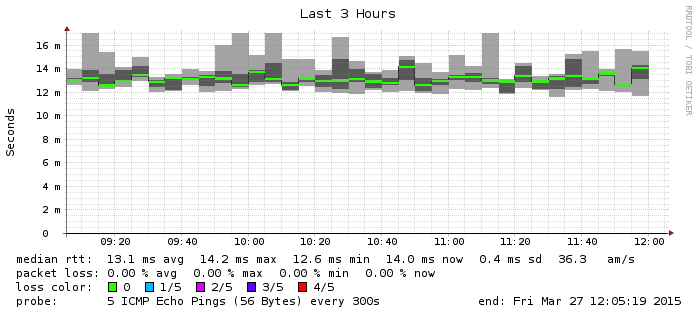 Last 3 Hours
RRDTOOL / TOBI OETIKER
Seconds
16 m
14 m
12 m
10 m
8 m
6 m
4 m
2 m
0
09:20 09:40 10:00 10:20 10:40 11:00 11:20 11:40 12:00
median rtt: 13.1 ms avg 14.2 ms max 12.6 ms min 14.0 ms now 0.4 ms sd 36.3 am/s
packet loss: 0.00 % avg 0.00 % max 0.00 % min 0.00 % now
loss color: 0 1/5 2/5 3/5 4/5
probe: 5 ICMP Echo Pings (56 Bytes) every 300s end: Fri Mar 27 12:05:19 2015